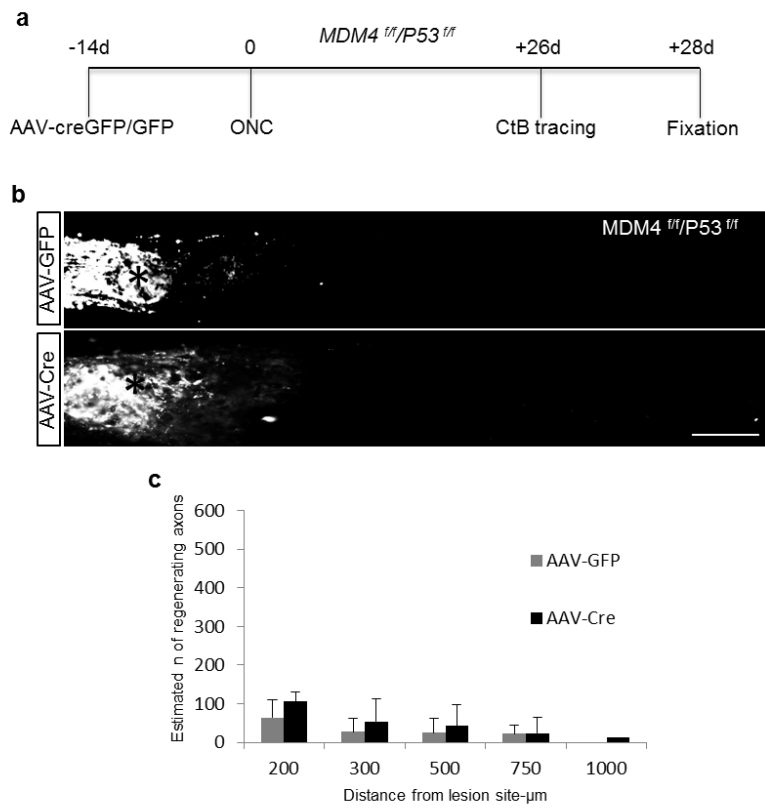 a
-14d 0 MDM4 f/f/P53 f/f +26d +28d
AAV-creGFP/GFP ONC CtB tracing Fixation
b
AAV-GFP
MDM4 f/f/P53 f/f
*
AAV-Cre
*
c
Estimated n of regenerating axons
600
500
400
300
200
100
0
AAV-GFP
AAV-Cre
200 300 500 750 1000
Distance from lesion site-μm